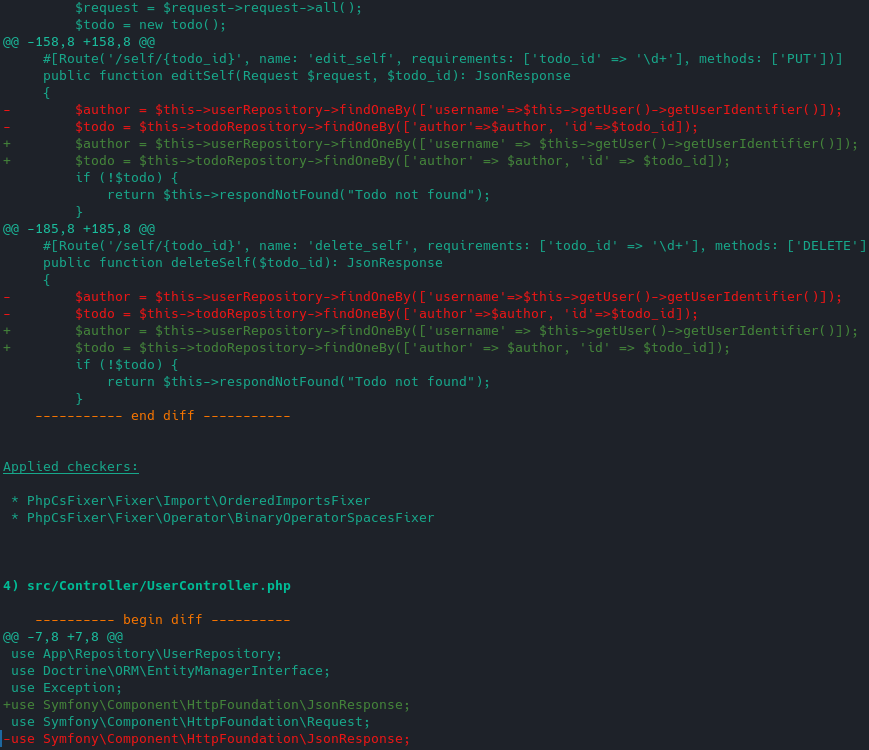 $request = $request->request->all();
        $todo = new todo();
@@ -158,8 +158,8 @@
     #[Route('/self/{todo_id}', name: 'edit_self', requirements: ['todo_id' => '\d+'], methods: ['PUT'])]
     public function editSelf(Request $request, $todo_id): JsonResponse
     {
-        $author = $this->userRepository->findOneBy(['username'=>$this->getUser()->getUserIdentifier()]);
-        $todo = $this->todoRepository->findOneBy(['author'=>$author, 'id'=>$todo_id]);
+        $author = $this->userRepository->findOneBy(['username' => $this->getUser()->getUserIdentifier()]);
+        $todo = $this->todoRepository->findOneBy(['author' => $author, 'id' => $todo_id]);
         if (!$todo) {
             return $this->respondNotFound("Todo not found");
         }
@@ -185,8 +185,8 @@
     #[Route('/self/{todo_id}', name: 'delete_self', requirements: ['todo_id' => '\d+'], methods: ['DELETE']
     public function deleteSelf($todo_id): JsonResponse
     {
-        $author = $this->userRepository->findOneBy(['username'=>$this->getUser()->getUserIdentifier()]);
-        $todo = $this->todoRepository->findOneBy(['author'=>$author, 'id'=>$todo_id]);
+        $author = $this->userRepository->findOneBy(['username' => $this->getUser()->getUserIdentifier()]);
+        $todo = $this->todoRepository->findOneBy(['author' => $author, 'id' => $todo_id]);
         if (!$todo) {
             return $this->respondNotFound("Todo not found");
         }
    ----------- end diff -----------
Applied checkers:
 * PhpCsFixer\Fixer\Import\OrderedImportsFixer
 * PhpCsFixer\Fixer\Operator\BinaryOperatorSpacesFixer
4) src/Controller/UserController.php
    ---------- begin diff ----------
@@ -7,8 +7,8 @@
 use App\Repository\UserRepository;
 use Doctrine\ORM\EntityManagerInterface;
 use Exception;
+use Symfony\Component\HttpFoundation\JsonResponse;
 use Symfony\Component\HttpFoundation\Request;
-use Symfony\Component\HttpFoundation\JsonResponse;